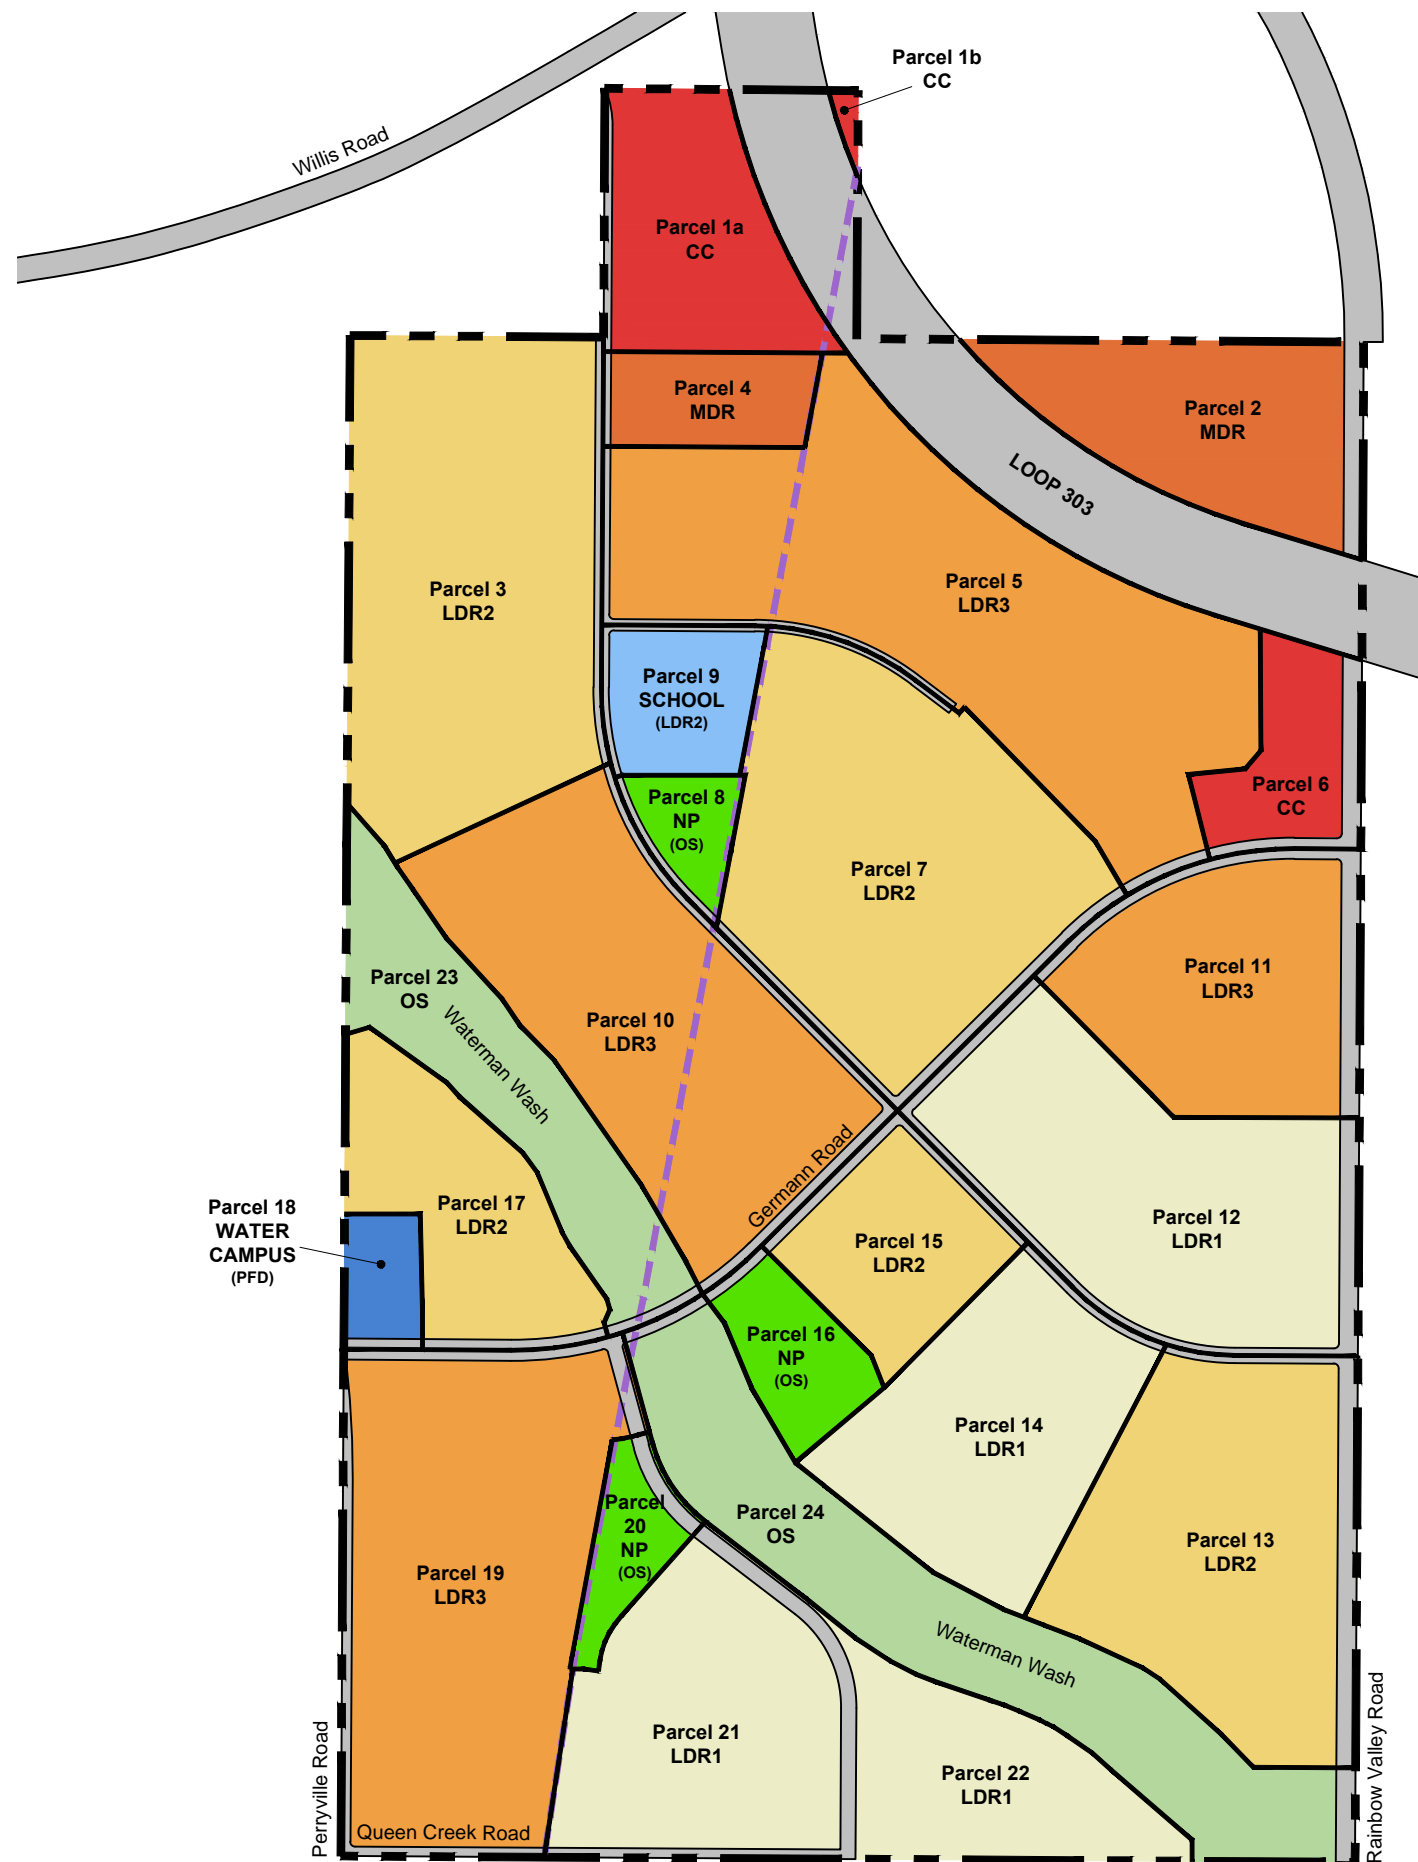 Parcel 1b
CC
Willis Road
Parcel 1a
CC
Parcel 4
MDR
Parcel 2
MDR
LOOP 303
Parcel 3
LDR2
Parcel 5
LDR3
Parcel 9
SCHOOL
(LDR2)
Parcel 8
NP
(OS)
Parcel 6
CC
Parcel 7
LDR2
Parcel 23
OS
Waterman Wash
Parcel 10
LDR3
Parcel 11
LDR3
Germann Road
Parcel 18
WATER
CAMPUS
(PFD)
Parcel 17
LDR2
Parcel 15
LDR2
Parcel 12
LDR1
Parcel 16
NP
(OS)
Parcel 14
LDR1
Parcel
20
NP
(OS)
Parcel 24
OS
Parcel 13
LDR2
Parcel 19
LDR3
Waterman Wash
Parcel 21
LDR1
Parcel 22
LDR1
Perryville Road
Queen Creek Road
Rainbow Valley Road